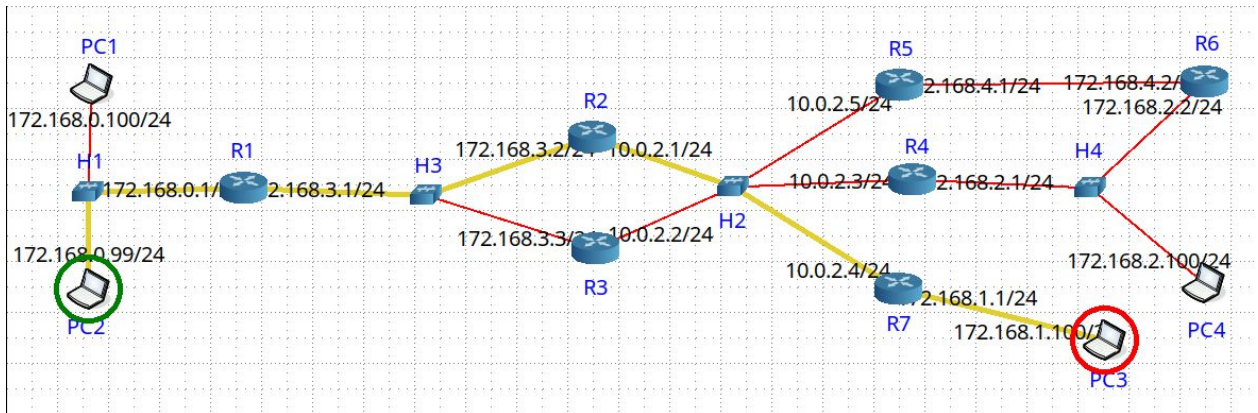 PC1
172.168.0.100/24
H1
R1
172.168.0.1/
2.168.3.1/24
H3
172.168.0.99/24
PC2
R2
172.168.3.2/24
10.0.2.1/24
172.168.3.3/
10.0.2.2/24
R3
H2
R5
2.168.4.1/24
10.0.2.5/24
R4
10.0.2.3/24
2.168.2.1/24
10.0.2.4/24
R7
172.168.1.1/24
172.168.1.100/
PC3
R6
172.168.4.2/
172.168.2.2/24
H4
172.168.2.100/24
PC4